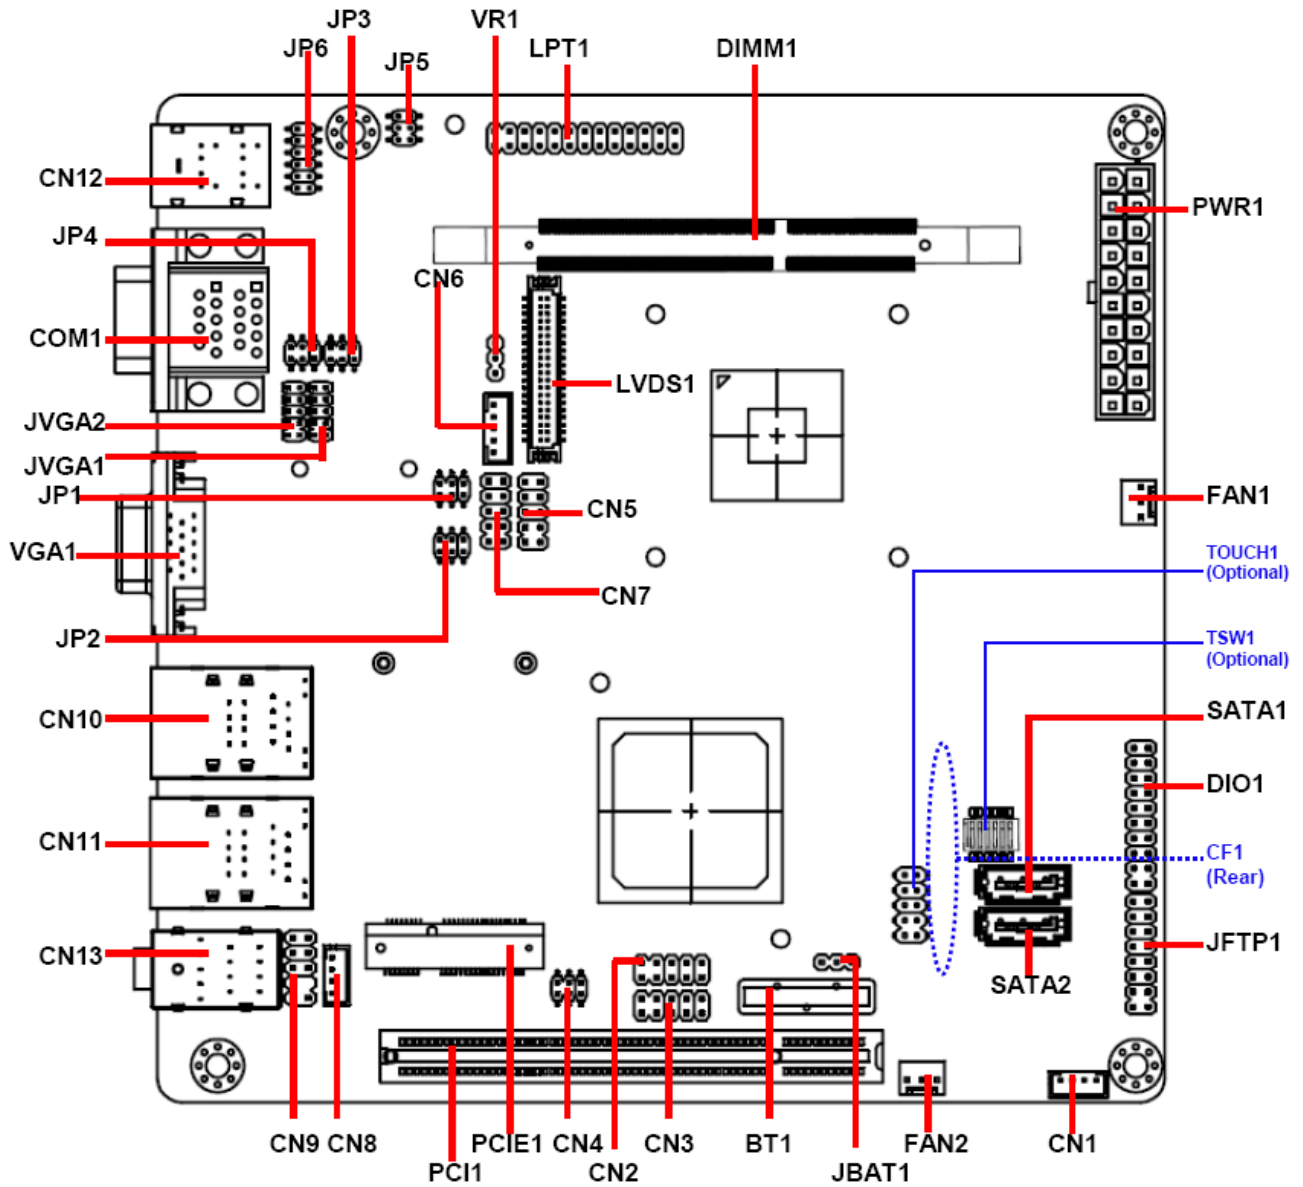 JP3
VR1
JP6
JP5
LPT1
DIMM1
CN12
PWR1
JP4
CN6
COM1
LVDS1
JVGA2
JVGA1
JP1
FAN1
CN5
VGA1
TOUCH1
(Optional)
CN7
JP2
TSW1
(Optional)
CN10
SATA1
DIO1
CN11
CF1
(Rear)
CN13
CN2
JFTP1
SATA2
CN9
CN8
PCIE1
CN4
CN3
BT1
FAN2
CN1
PCI1
CN2
JBAT1